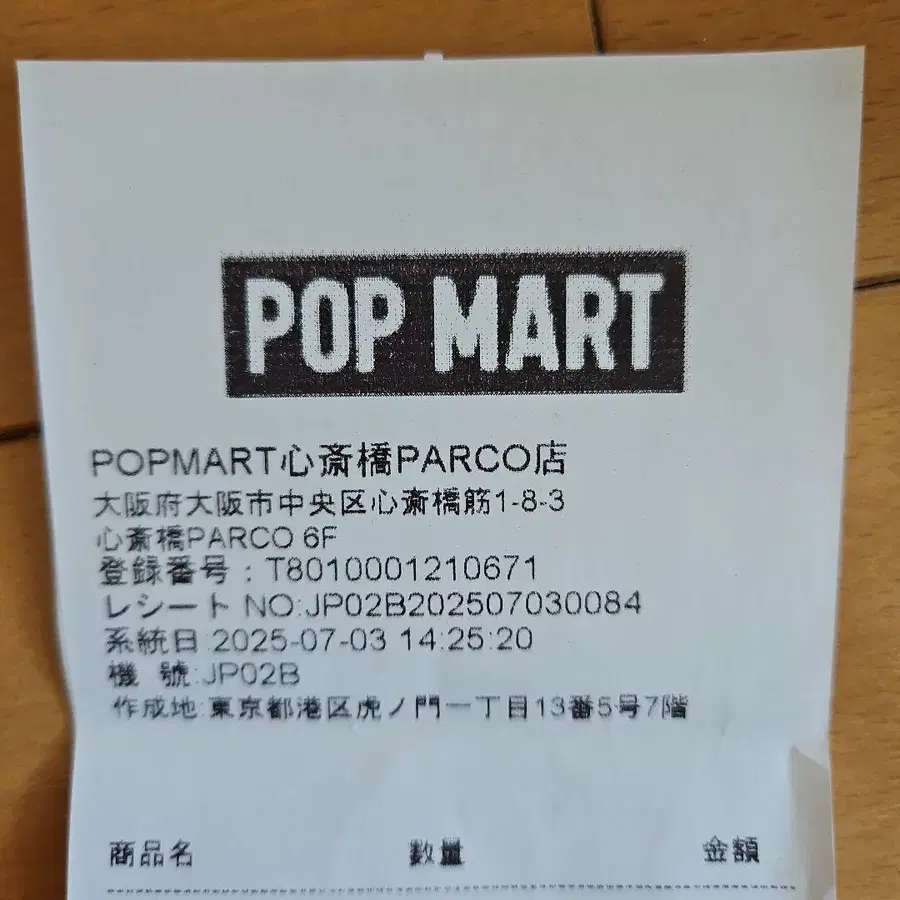 POP MART
POPMART心斎橋PARCO店
大阪府大阪市中央区心斎橋筋1-8-3
心斎橋PARCO 6F
登録番号：T8010001210671
レシート NO:JP02B202507030084
系統日:2025-07-03 14:25:20
機 號:JP02B
作成地:東京都港区虎ノ門一丁目13番5号7階
商品名 数量 金額